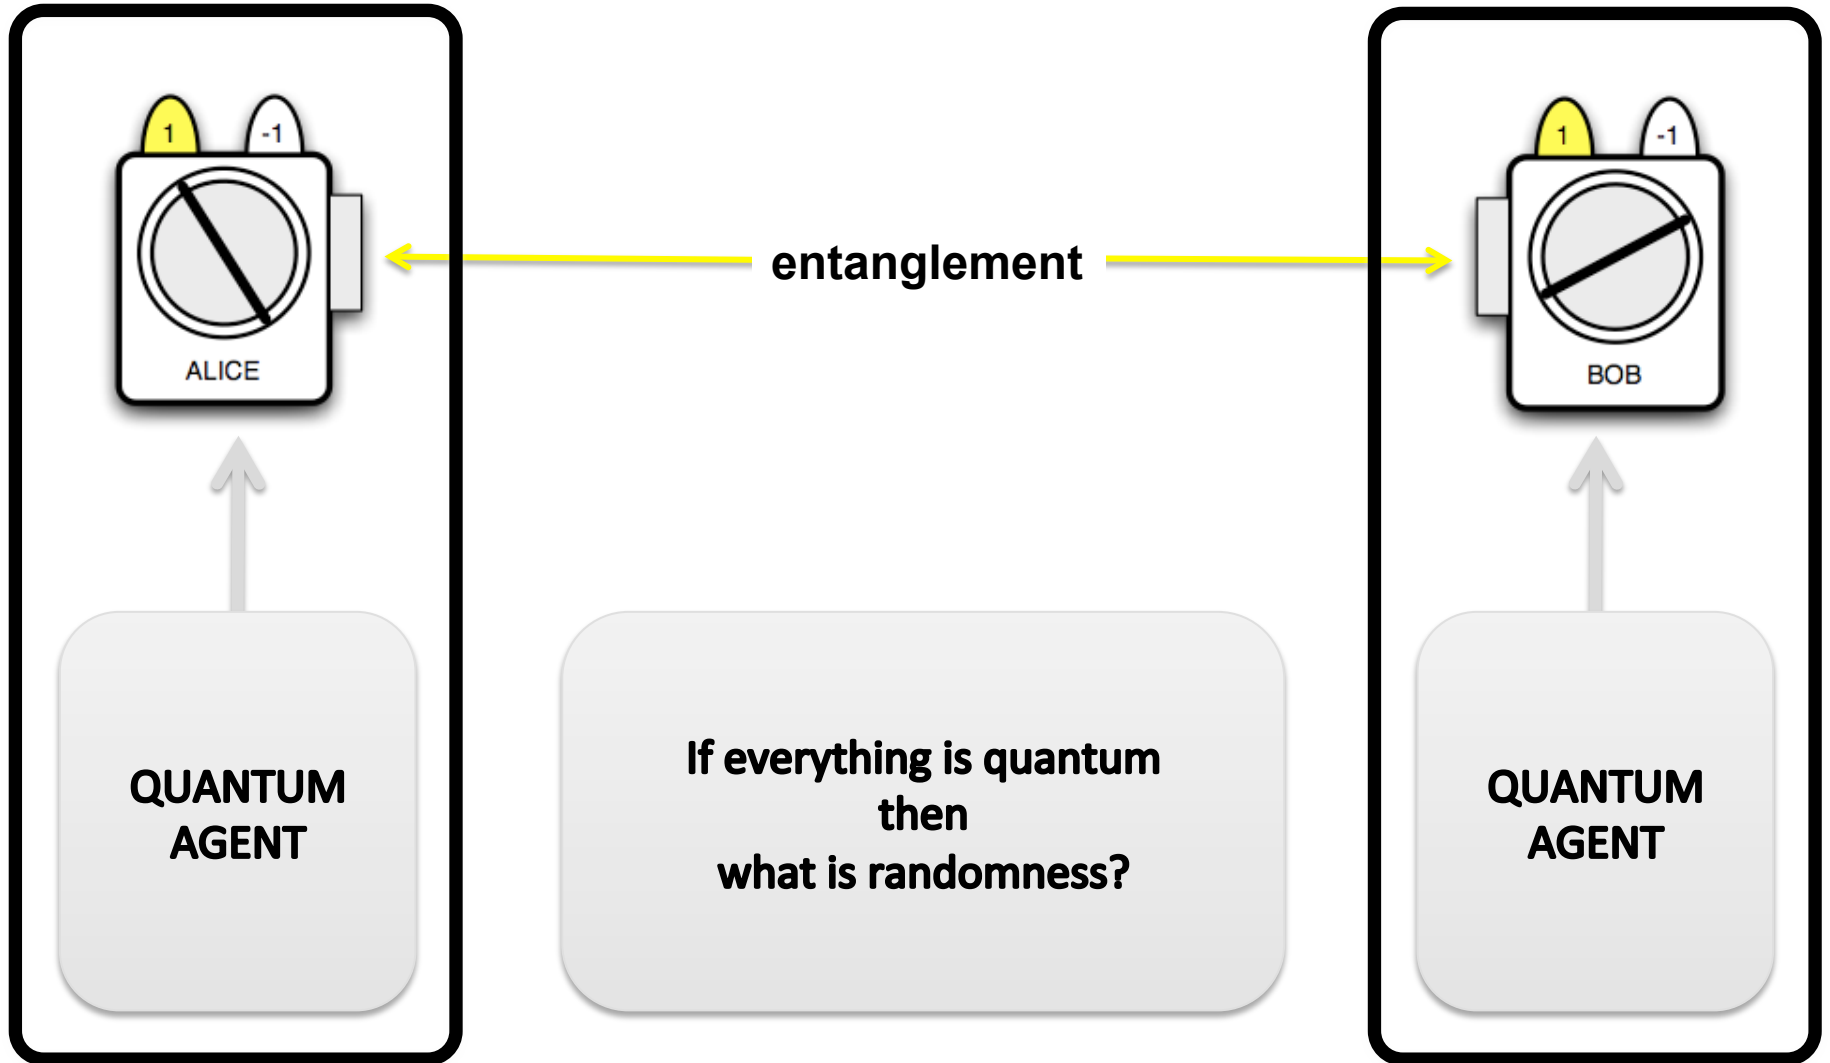 1
-1
ALICE
entanglement
1
-1
BOB
QUANTUM
AGENT
If everything is quantum
then
what is randomness?
QUANTUM
AGENT